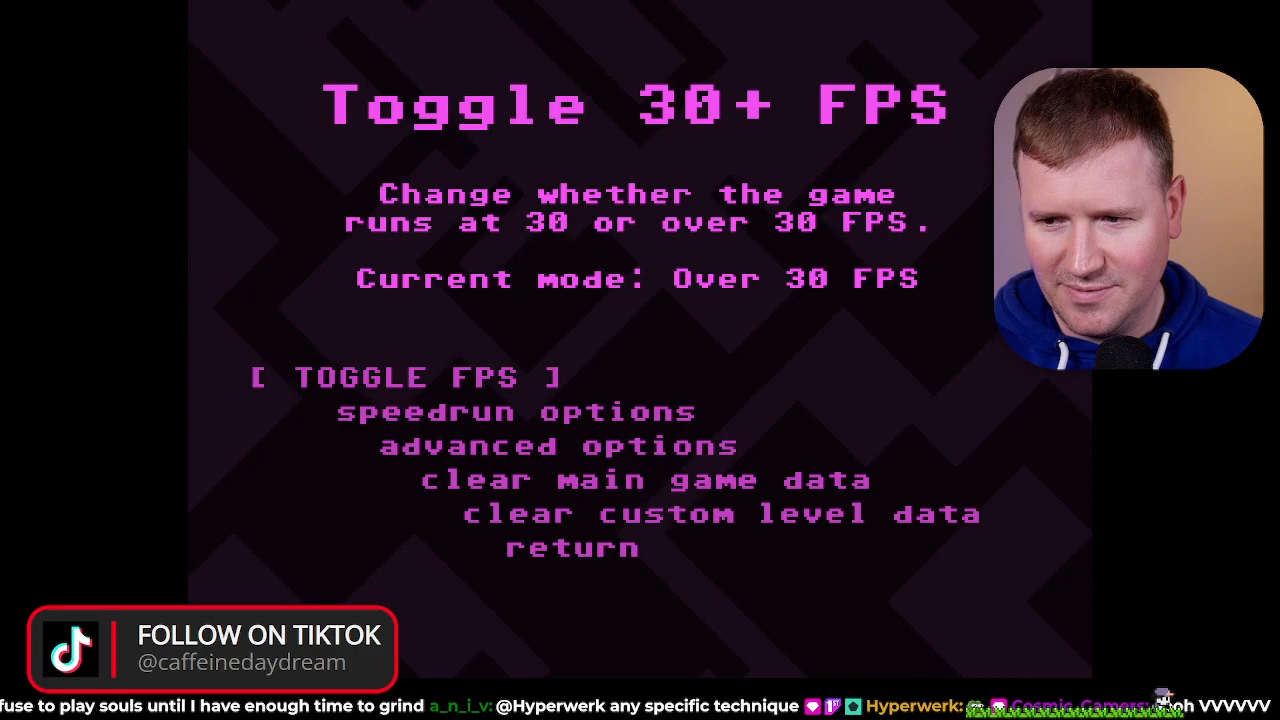 Toggle 30+ FPS
Change whether the game
runs at 30 or over 30 FPS.
Current mode: Over 30 FPS
[ TOGGLE FPS ]
speedrun options
advanced options
clear main game data
clear custom level data
return
FOLLOW ON TIKTOK
@caffeinedaydream
fuse to play souls until I have enough time to grind a_n_i_v: @Hyperwerk any specific technique 1ST Hyperwerk: Cosmic_Gamers: oh VVVVVV